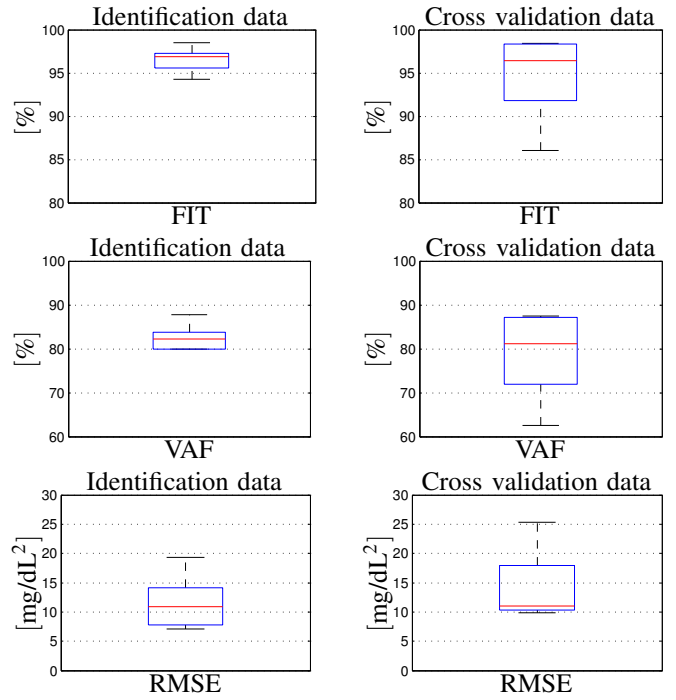 Identification data
Cross validation data
100
95
90
85
80
[%]
FIT
100
95
90
85
80
[%]
FIT
Identification data
Cross validation data
100
90
80
70
60
[%]
VAF
100
90
80
70
60
[%]
VAF
Identification data
Cross validation data
30
25
20
15
10
5
0
[mg/dL²]
RMSE
30
25
20
15
10
5
0
[mg/dL²]
RMSE